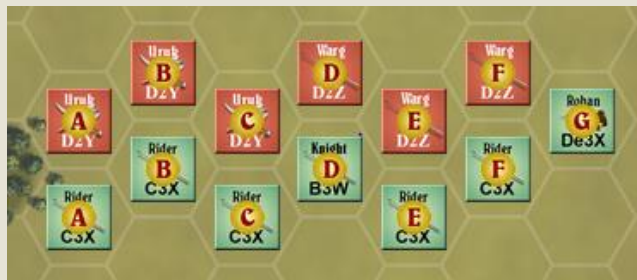 Uruk
B
D2Y
Warg
D
D2Z
Warg
F
D2Z
Uruk
A
D2Y
Uruk
C
D2Y
Warg
E
D2Z
Rohan
G
De3X
Rider
B
C3X
Knight
D
B3W
Rider
F
C3X
Rider
A
C3X
Rider
C
C3X
Rider
E
C3X